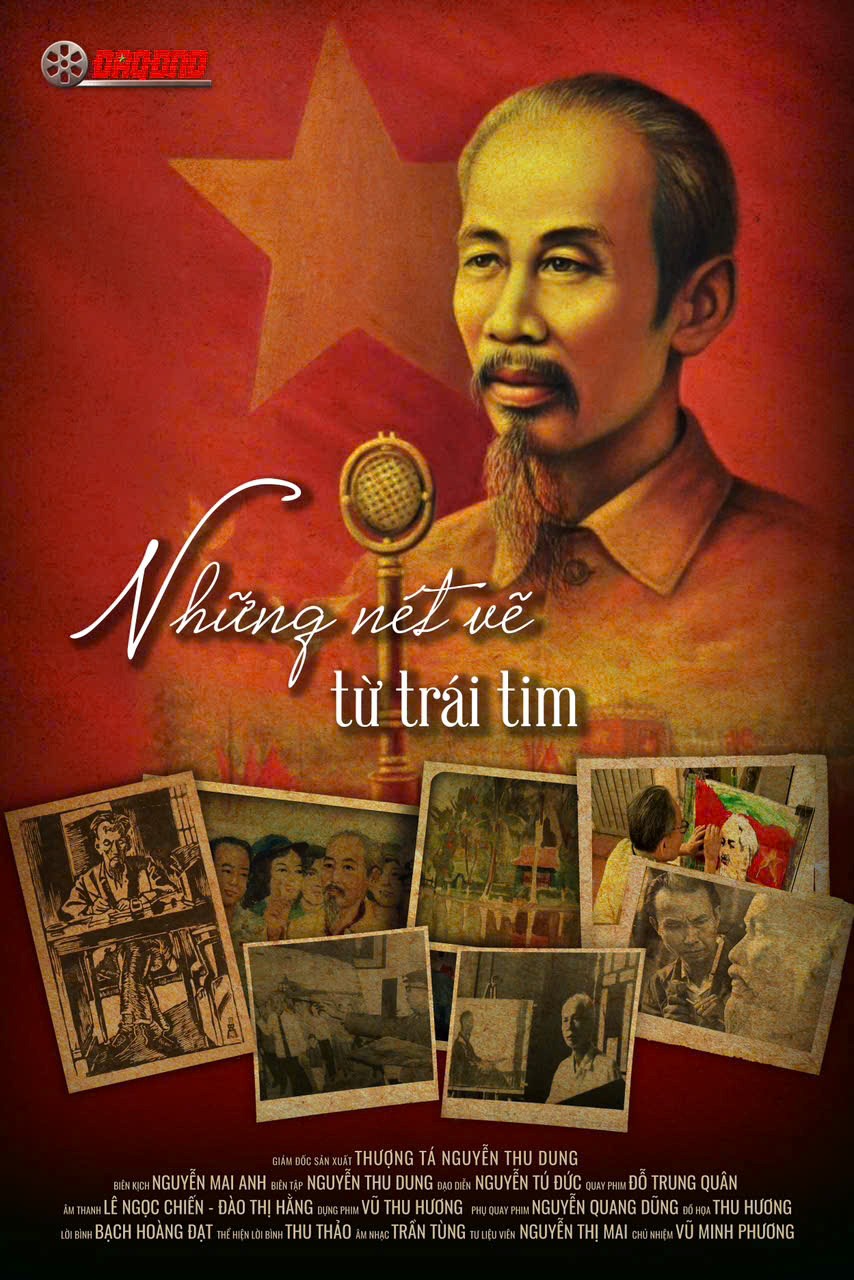 ĐAQĐND
Những nét vẽ
từ trái tim
GIÁM ĐỐC SẢN XUẤT THƯỢNG TÁ NGUYỄN THU DUNG
BIÊN KỊCH NGUYỄN MAI ANH BIÊN TẬP NGUYỄN THU DUNG ĐẠO DIỄN NGUYỄN TÚ ĐỨC QUAY PHIM ĐỖ TRUNG QUÂN
ÂM THANH LÊ NGỌC CHIẾN - ĐÀO THỊ HẰNG DỰNG PHIM VŨ THU HƯƠNG PHỤ QUAY PHIM NGUYỄN QUANG DŨNG ĐỒ HỌA THU HƯƠNG
LỜI BÌNH BẠCH HOÀNG ĐẠT THỂ HIỆN LỜI BÌNH THU THẢO ÂM NHẠC TRẦN TÙNG TƯ LIỆU VIÊN NGUYỄN THỊ MAI CHỦ NHIỆM VŨ MINH PHƯƠNG